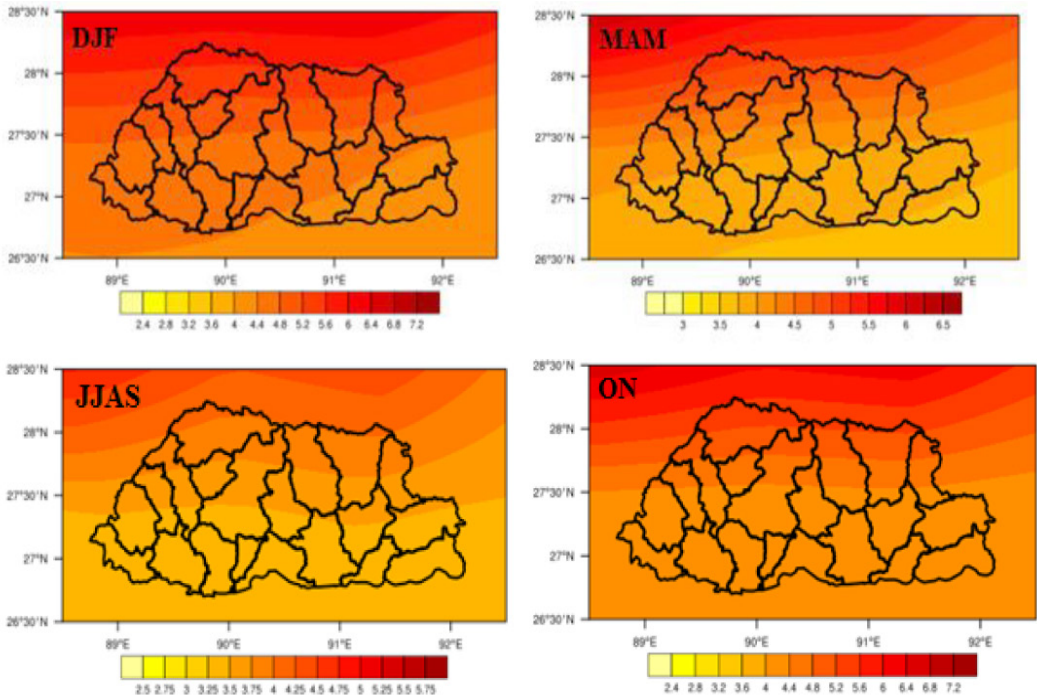 28°30'N
DJF
28°N
27°30'N
27°N
26°30'N
89°E 90°E 91°E 92°E
2.4 2.8 3.2 3.6 4 4.4 4.8 5.2 5.6 6 6.4 6.8 7.2
28°30'N
MAM
28°N
27°30'N
27°N
26°30'N
89°E 90°E 91°E 92°E
3 3.5 4 4.5 5 5.5 6 6.5
28°30'N
JJAS
28°N
27°30'N
27°N
26°30'N
89°E 90°E 91°E 92°E
2.5 2.75 3 3.25 3.5 3.75 4 4.25 4.5 4.75 5 5.25 5.5 5.75
28°30'N
ON
28°N
27°30'N
27°N
26°30'N
89°E 90°E 91°E 92°E
2.4 2.8 3.2 3.6 4 4.4 4.8 5.2 5.6 6 6.4 6.8 7.2